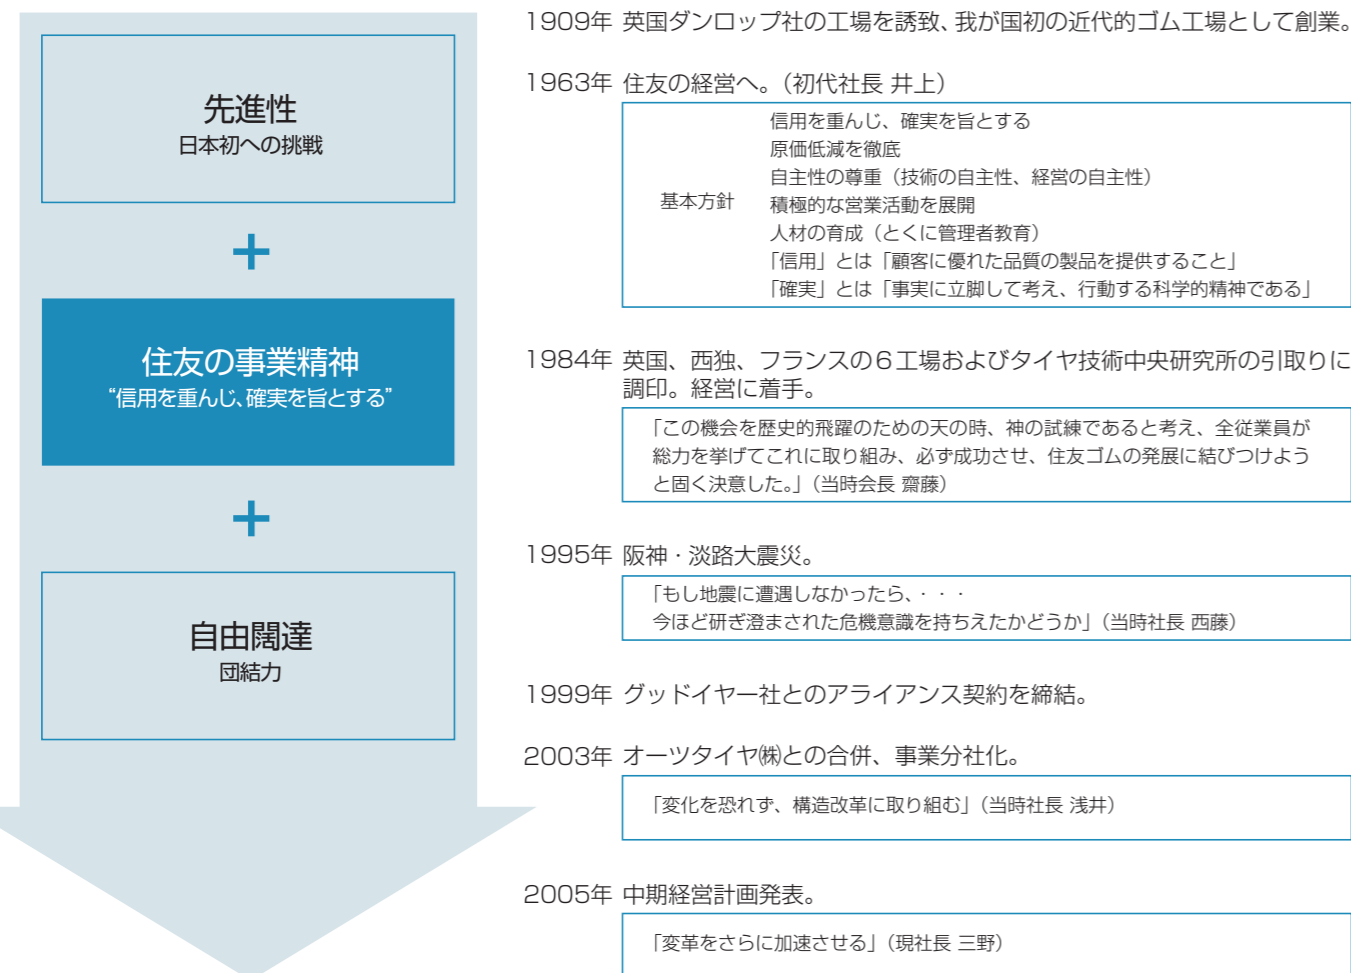 先進性
日本初への挑戦
+
住友の事業精神
“信用を重んじ、確実を旨とする”
+
自由闊達
団結力
1909年 英国ダンロップ社の工場を誘致、我が国初の近代的ゴム工場として創業。
1963年 住友の経営へ。（初代社長 井上）
基本方針
信用を重んじ、確実を旨とする
原価低減を徹底
自主性の尊重（技術の自主性、経営の自主性）
積極的な営業活動を展開
人材の育成（とくに管理者教育）
「信用」とは「顧客に優れた品質の製品を提供すること」
「確実」とは「事実に立脚して考え、行動する科学的精神である」
1984年 英国、西独、フランスの６工場およびタイヤ技術中央研究所の引取りに
調印。経営に着手。
「この機会を歴史的飛躍のための天の時、神の試練であると考え、全従業員が
総力を挙げてこれに取り組み、必ず成功させ、住友ゴムの発展に結びつけよう
と固く決意した。」（当時会長 齋藤）
1995年 阪神・淡路大震災。
「もし地震に遭遇しなかったら、・・・
今ほど研ぎ澄まされた危機意識を持ちえたかどうか」（当時社長 西藤）
1999年 グッドイヤー社とのアライアンス契約を締結。
2003年 オーツタイヤ㈱との合併、事業分社化。
「変化を恐れず、構造改革に取り組む」（当時社長 浅井）
2005年 中期経営計画発表。
「変革をさらに加速させる」（現社長 三野）